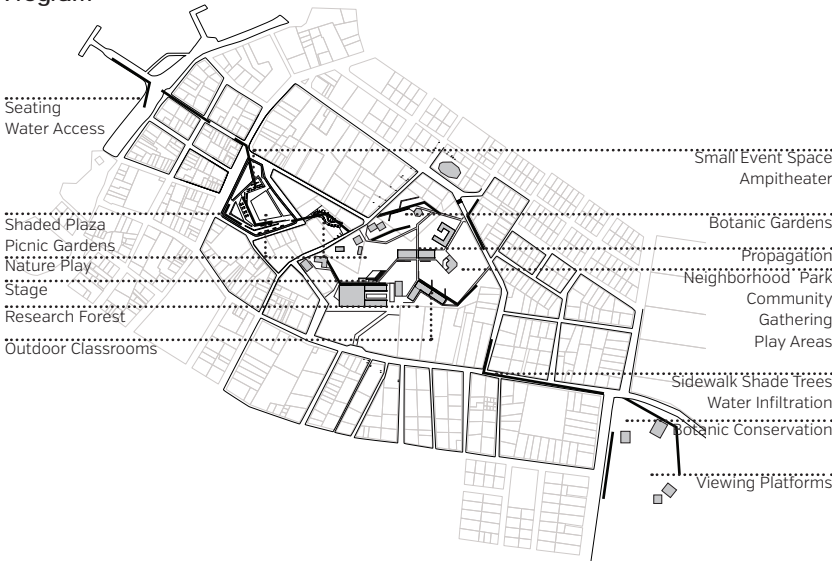 Program
Seating
Water Access
Shaded Plaza
Picnic Gardens
Nature Play
Stage
Research Forest
Outdoor Classrooms
Small Event Space
Ampitheater
Botanic Gardens
Propagation
Neighborhood Park
Community
Gathering
Play Areas
Sidewalk Shade Trees
Water Infiltration
Botanic Conservation
Viewing Platforms